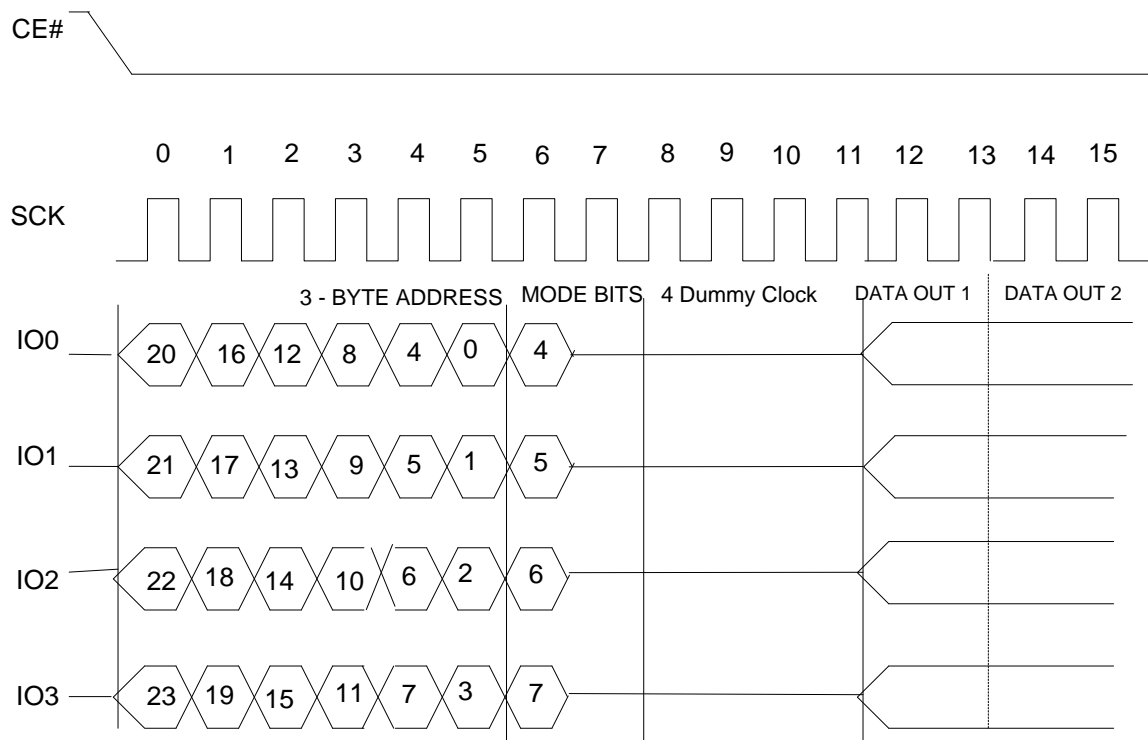 CE#
0 1 2 3 4 5 6 7 8 9 10 11 12 13 14 15
SCK
3 - BYTE ADDRESS MODE BITS 4 Dummy Clock DATA OUT 1 DATA OUT 2
IO0 20 16 12 8 4 0 4
IO1 21 17 13 9 5 1 5
IO2 22 18 14 10 6 2 6
IO3 23 19 15 11 7 3 7